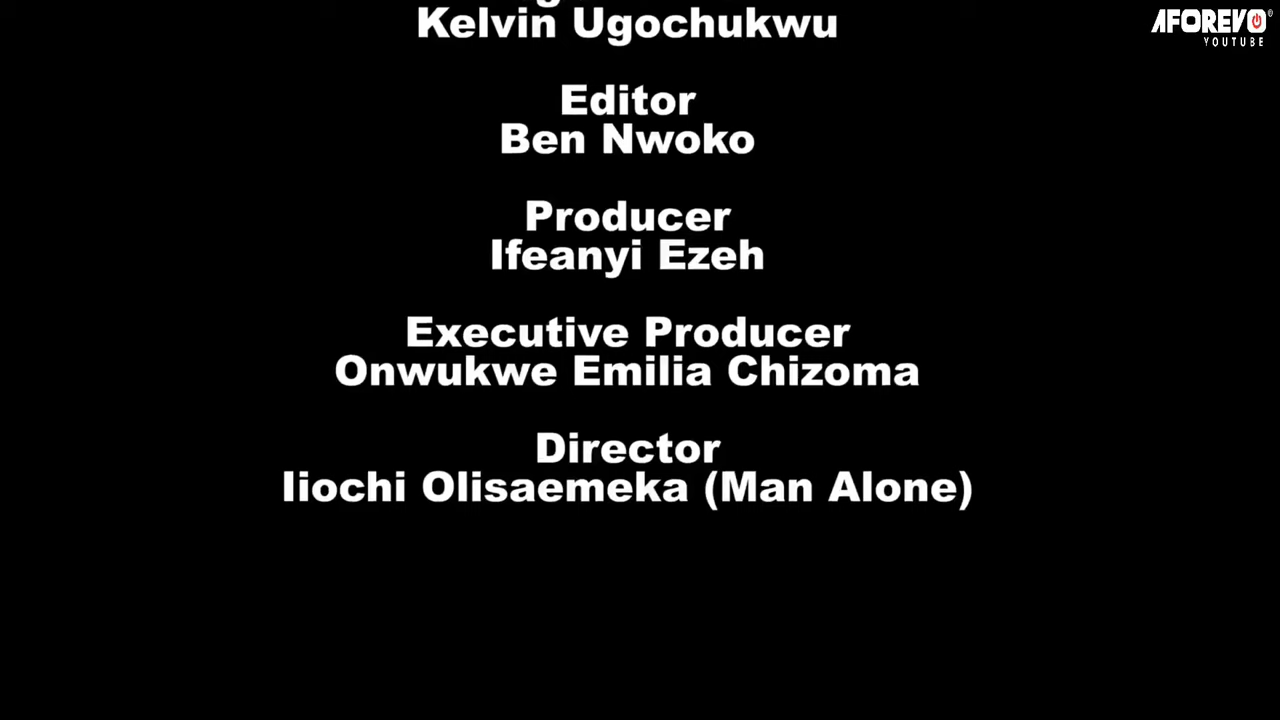 AFOREVO®
YOUTUBE
Kelvin Ugochukwu
Editor
Ben Nwoko
Producer
Ifeanyi Ezeh
Executive Producer
Onwukwe Emilia Chizoma
Director
Iiochi Olisaemeka (Man Alone)